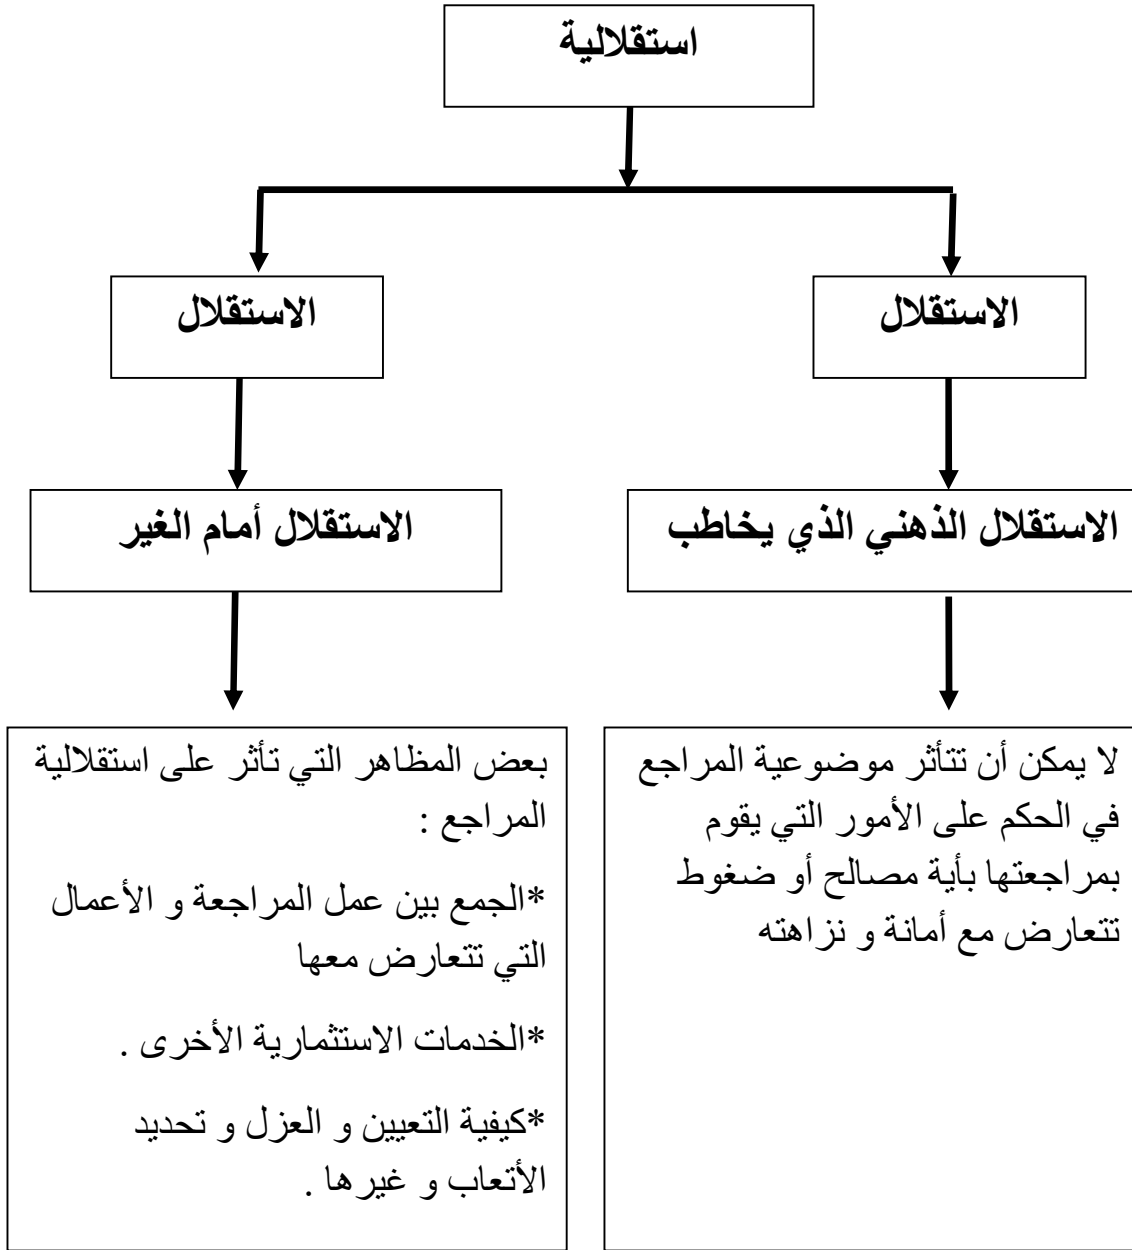 استقلالية
الاستقلال
الاستقلال
الاستقلال الذهني الذي يخاطب
الاستقلال أمام الغير
لا يمكن أن تتأثر موضوعية المراجع
في الحكم على الأمور التي يقوم
بمراجعتها بأية مصالح أو ضغوط
تتعارض مع أمانة و نزاهته
بعض المظاهر التي تأثر على استقلالية
المراجع :
*الجمع بين عمل المراجعة و الأعمال
التي تتعارض معها
*الخدمات الاستثمارية الأخرى .
*كيفية التعيين و العزل و تحديد
الأتعاب و غيرها .